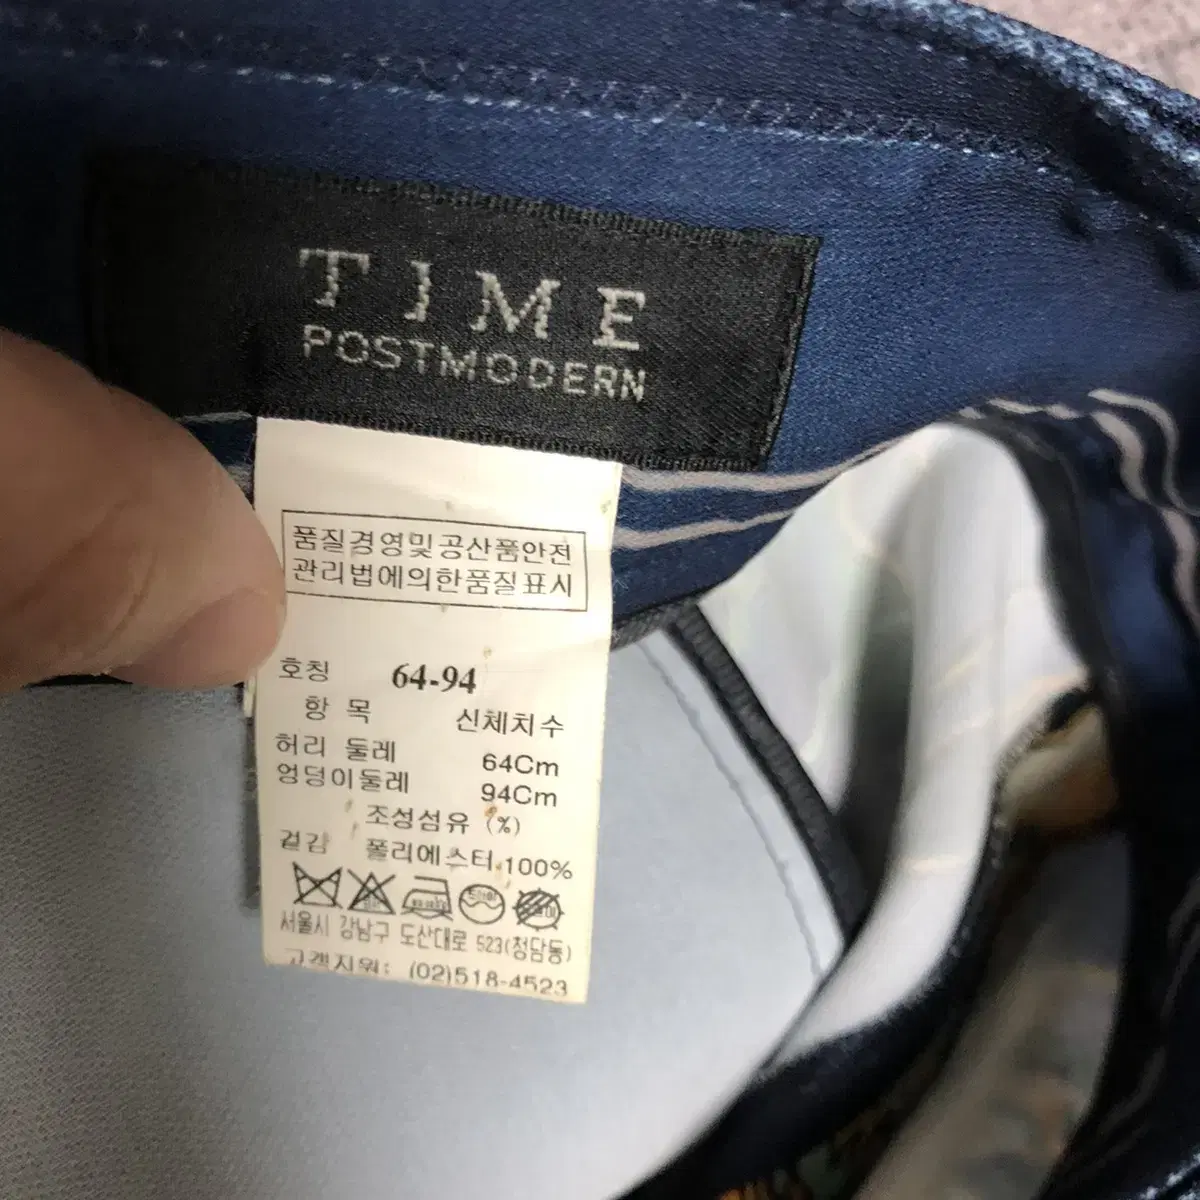 TIME
POSTMODERN
품질경영및공산품안전
관리법에의한품질표시
호칭 64-94
항 목 신체치수
허리 둘레 64Cm
엉덩이둘레 94Cm
조성섬유 (%)
겉감 폴리에스터 100%
드라이
서울시 강남구 도산대로 523(청담동)
고객지원: (02)518-4523